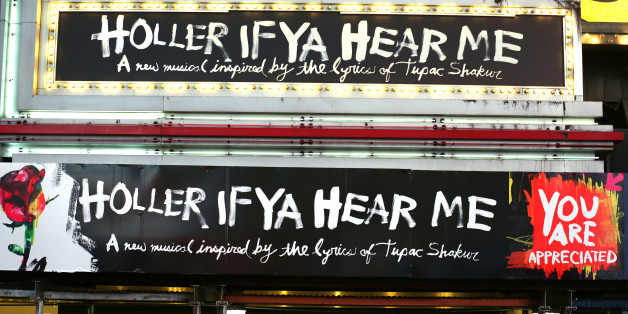 HOLLER IF YA HEAR ME
A new musical inspired by the lyrics of Tupac Shakur
HOLLER IF YA HEAR ME
A new musical inspired by the lyrics of Tupac Shakur
YOU
ARE
APPRECIATED